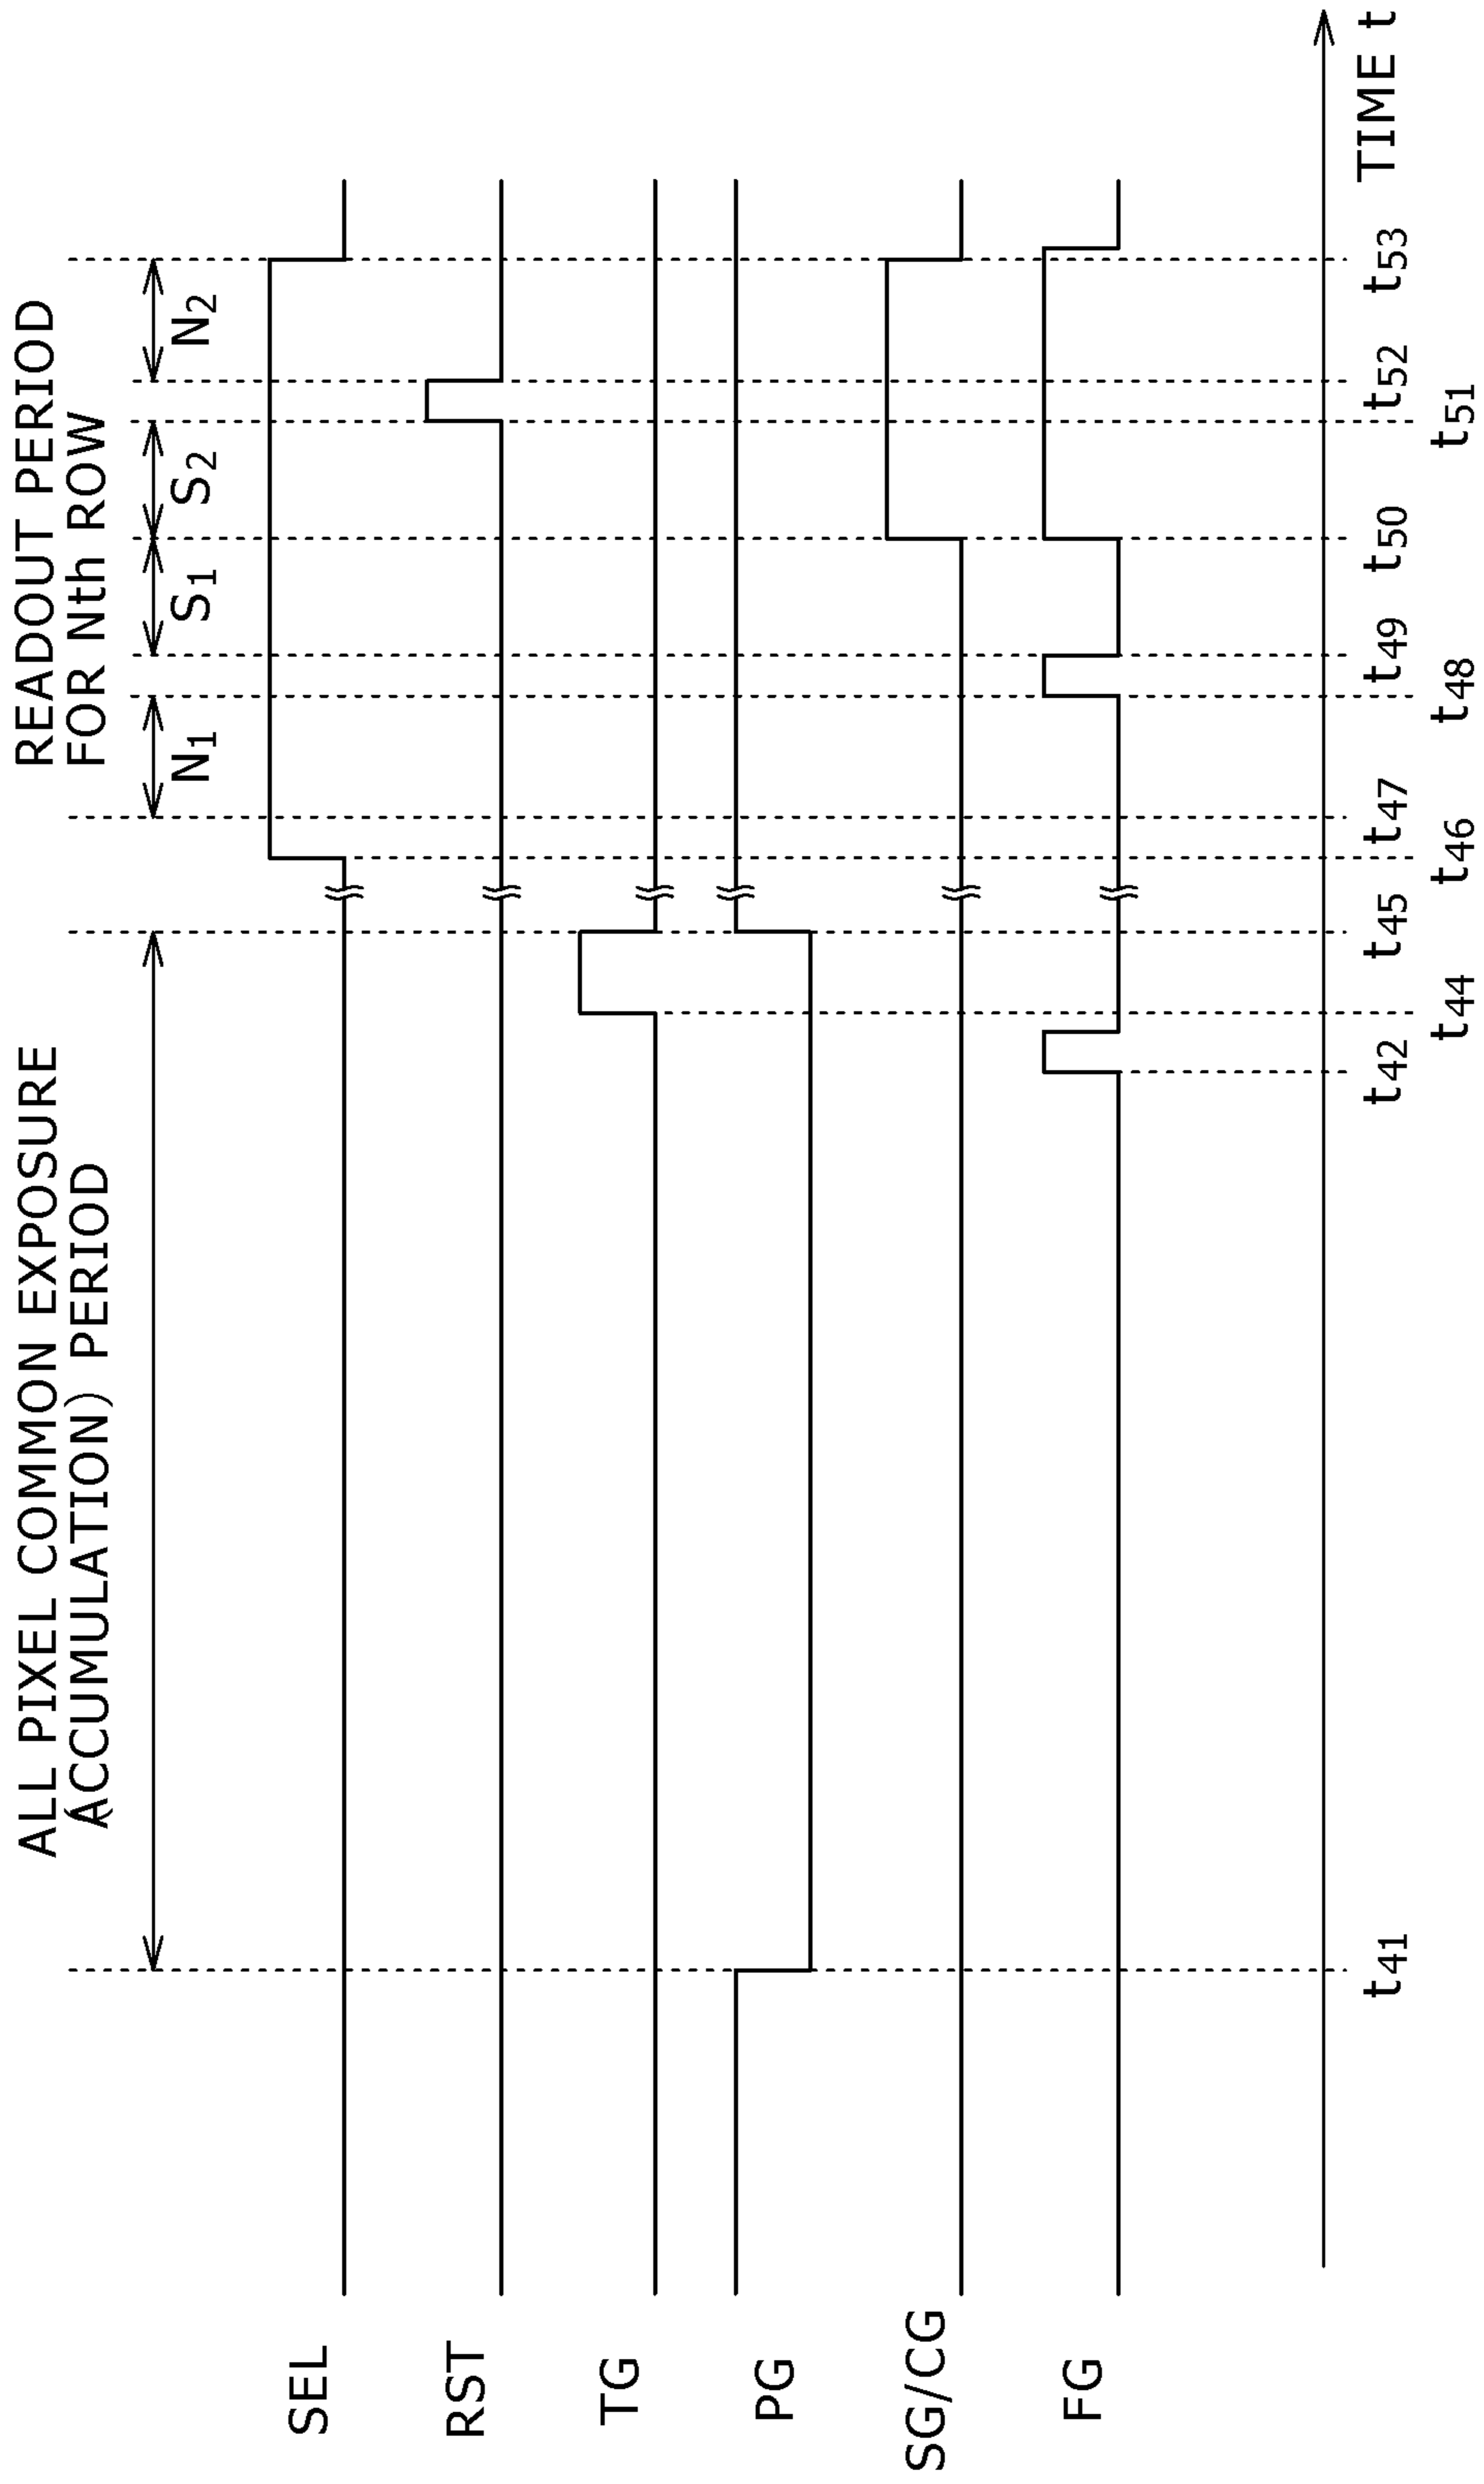 ALL PIXEL COMMON EXPOSURE
(ACCUMULATION) PERIOD
READOUT PERIOD
FOR Nth ROW
N1
S1
S2
N2
SEL
RST
TG
PG
SG/CG
FG
TIME t
t41
t42
t44
t45
t46
t47
t48
t49
t50
t51
t52
t53